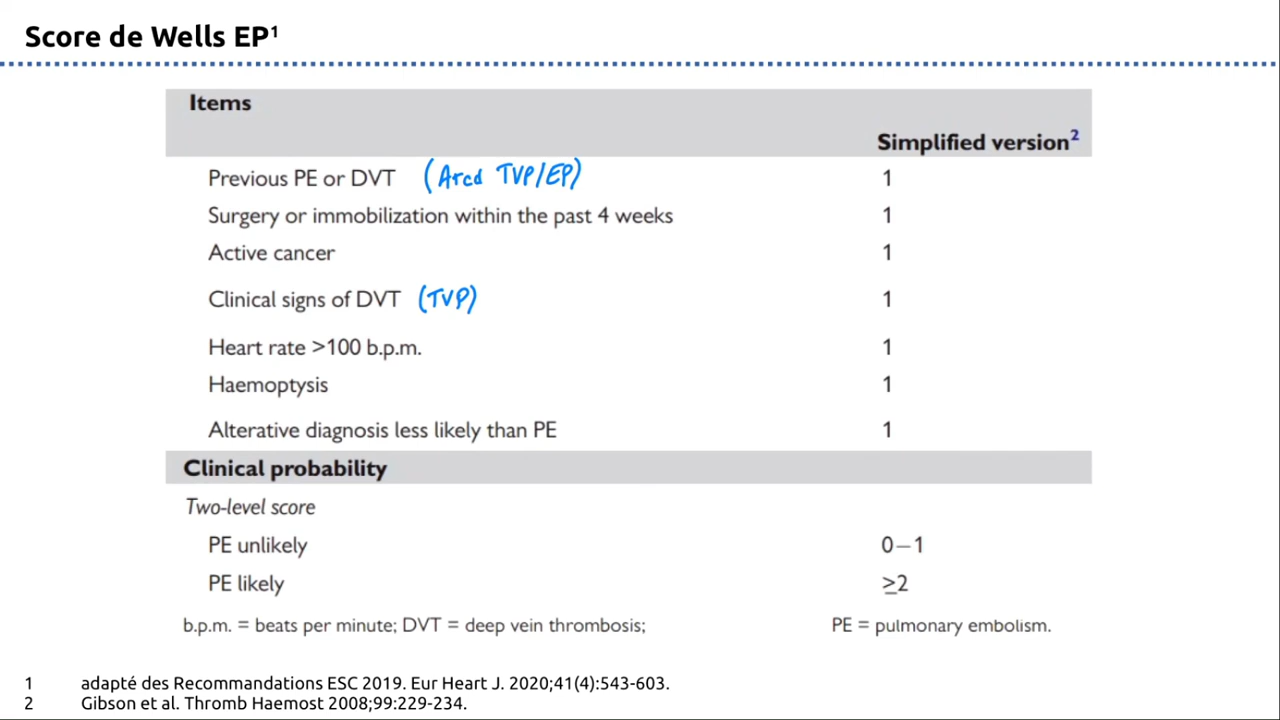 Score de Wells EP¹
Items
Simplified version²
Previous PE or DVT (Atcd TVP/EP) 1
Surgery or immobilization within the past 4 weeks 1
Active cancer 1
Clinical signs of DVT (TVP) 1
Heart rate >100 b.p.m. 1
Haemoptysis 1
Alterative diagnosis less likely than PE 1
Clinical probability
Two-level score
PE unlikely 0–1
PE likely ≥2
b.p.m. = beats per minute; DVT = deep vein thrombosis; PE = pulmonary embolism.
1 adapté des Recommandations ESC 2019. Eur Heart J. 2020;41(4):543-603.
2 Gibson et al. Thromb Haemost 2008;99:229-234.